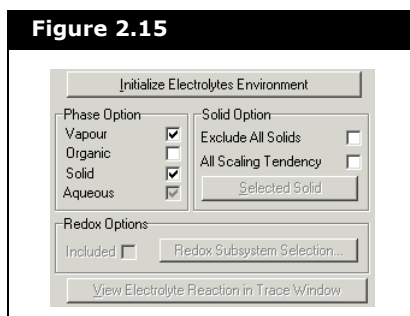 Figure 2.15
Initialize Electrolytes Environment
Phase Option
Vapour
Organic
Solid
Aqueous
Solid Option
Exclude All Solids
All Scaling Tendency
Selected Solid
Redox Options
Included
Redox Subsystem Selection...
View Electrolyte Reaction in Trace Window